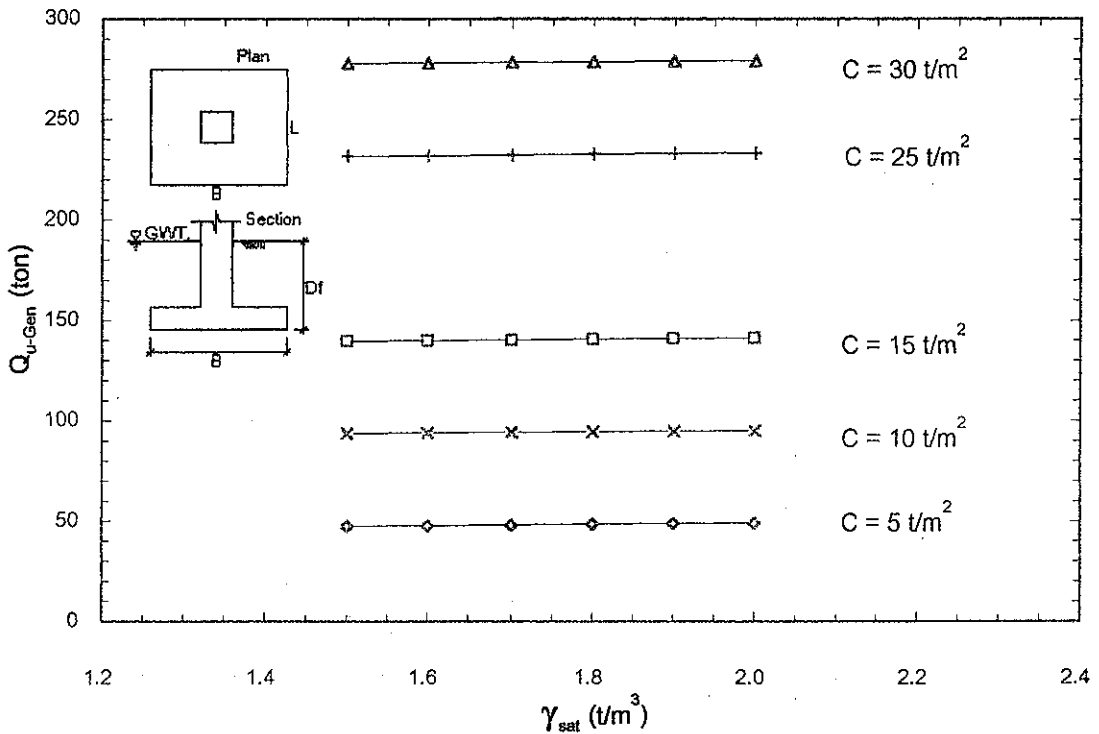 300
250
200
150
100
50
0
Q u-Gen (ton)
Plan
L
B
Section
GWT.
Df
B
C = 30 t/m²
C = 25 t/m²
C = 15 t/m²
C = 10 t/m²
C = 5 t/m²
1.2 1.4 1.6 1.8 2.0 2.2 2.4
γsat (t/m³)